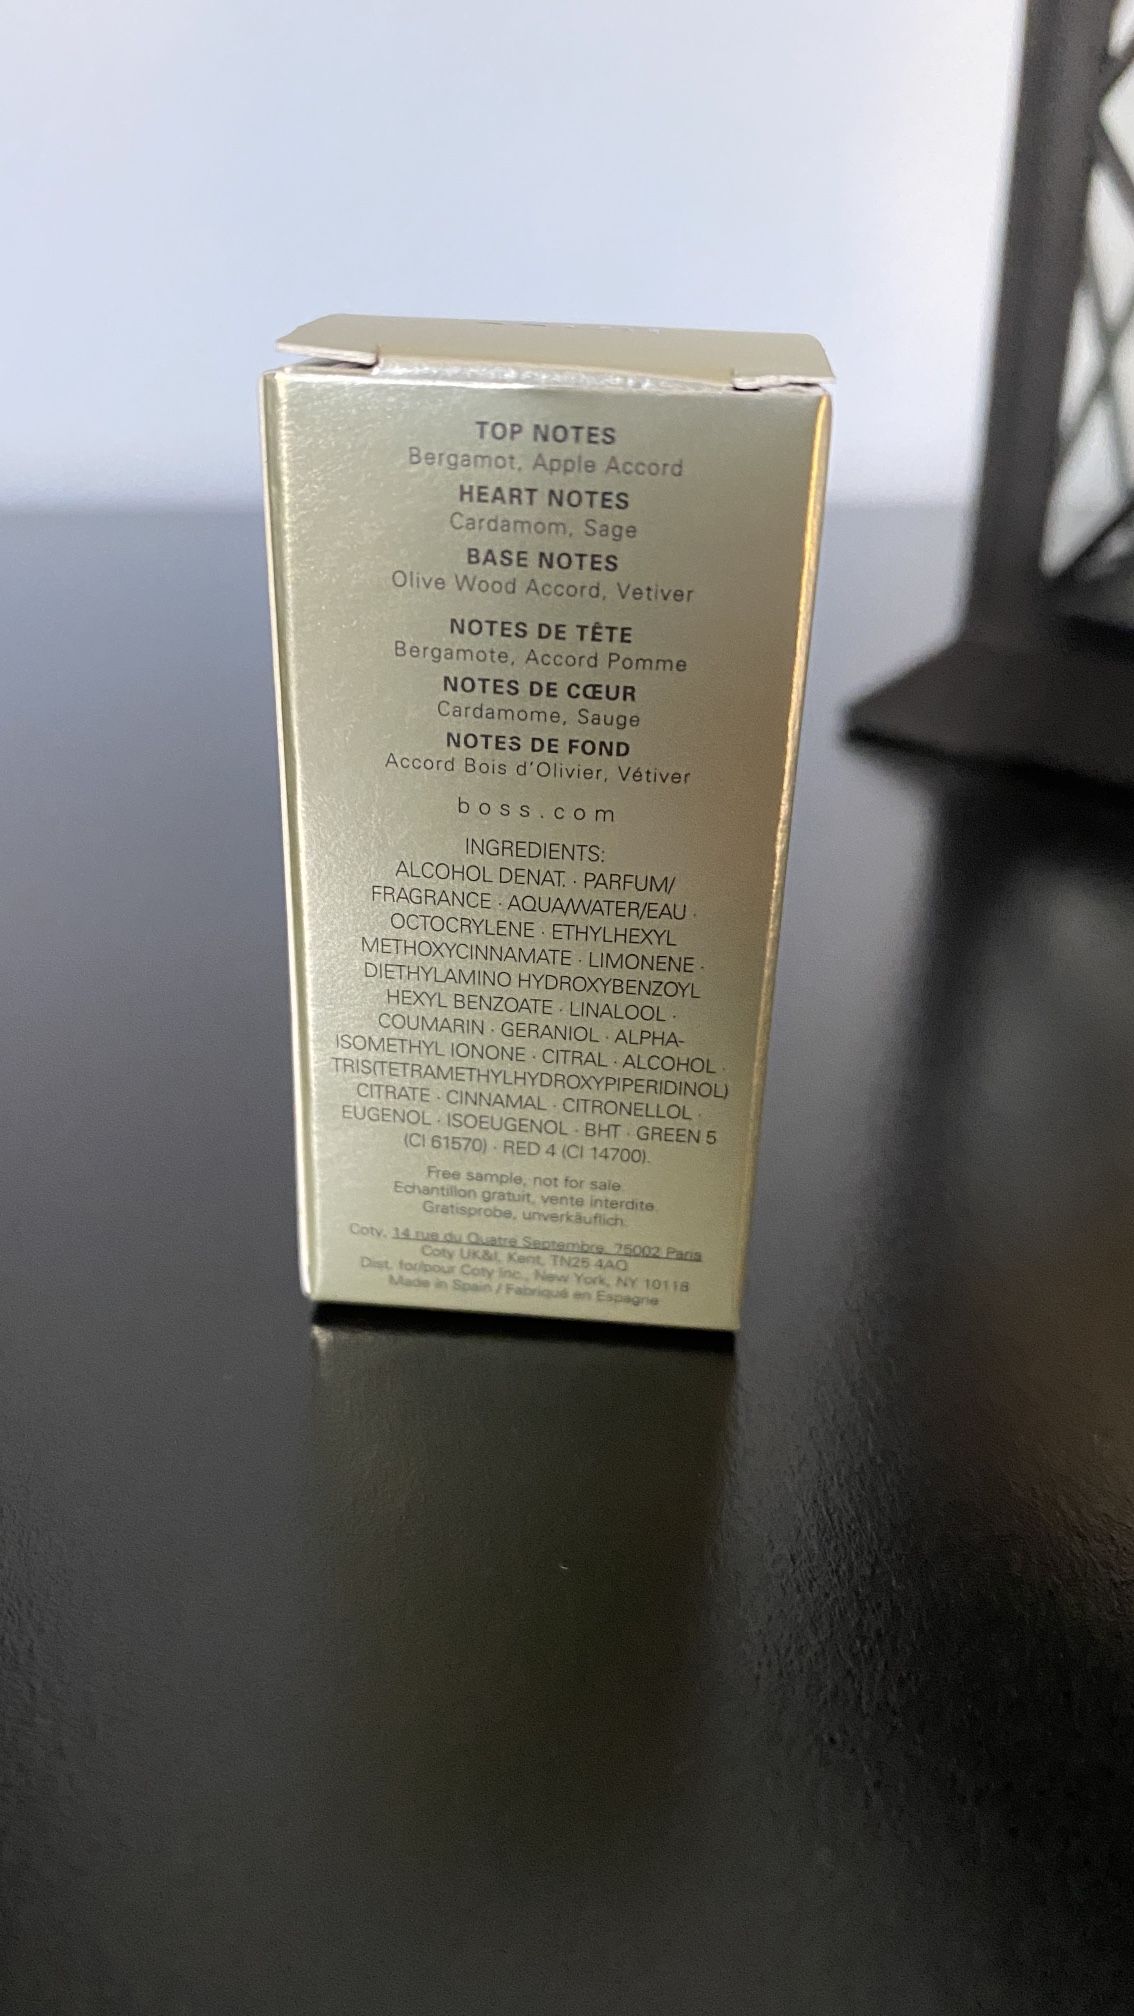 TOP NOTES
Bergamot, Apple Accord
HEART NOTES
Cardamom, Sage
BASE NOTES
Olive Wood Accord, Vetiver
NOTES DE TÊTE
Bergamote, Accord Pomme
NOTES DE CŒUR
Cardamome, Sauge
NOTES DE FOND
Accord Bois d'Olivier, Vétiver
boss.com
INGREDIENTS:
ALCOHOL DENAT. · PARFUM/
FRAGRANCE · AQUA/WATER/EAU ·
OCTOCRYLENE · ETHYLHEXYL
METHOXYCINNAMATE · LIMONENE ·
DIETHYLAMINO HYDROXYBENZOYL
HEXYL BENZOATE · LINALOOL ·
COUMARIN · GERANIOL · ALPHA-
ISOMETHYL IONONE · CITRAL · ALCOHOL ·
TRIS(TETRAMETHYLHYDROXYPIPERIDINOL)
CITRATE · CINNAMAL · CITRONELLOL ·
EUGENOL · ISOEUGENOL · BHT · GREEN 5
(CI 61570) · RED 4 (CI 14700).
Free sample, not for sale.
Echantillon gratuit, vente interdite.
Gratisprobe, unverkäuflich.
Coty, 14 rue du Quatre Septembre, 75002 Paris
Coty UK&I, Kent, TN25 4AQ
Dist. for/pour Coty Inc., New York, NY 10118
Made in Spain / Fabriqué en Espagne